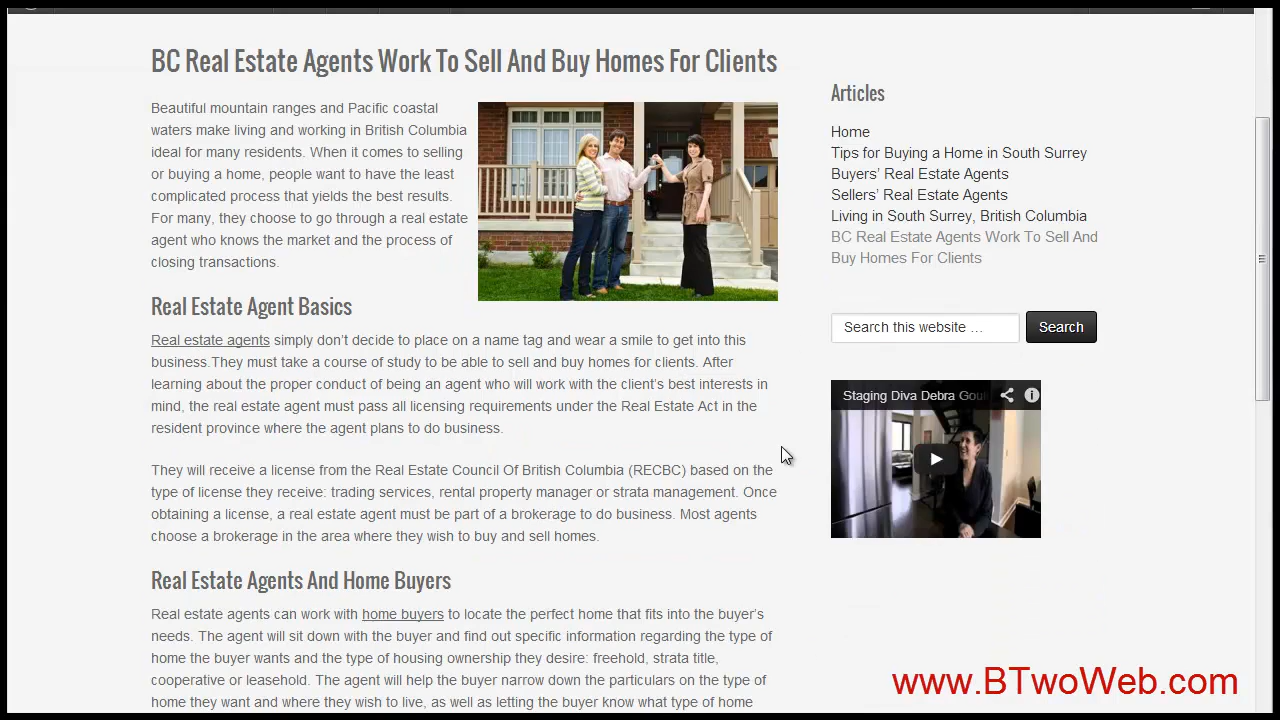 BC Real Estate Agents Work To Sell And Buy Homes For Clients
Beautiful mountain ranges and Pacific coastal
waters make living and working in British Columbia
ideal for many residents. When it comes to selling
or buying a home, people want to have the least
complicated process that yields the best results.
For many, they choose to go through a real estate
agent who knows the market and the process of
closing transactions.
Real Estate Agent Basics
Real estate agents simply don't decide to place on a name tag and wear a smile to get into this
business.They must take a course of study to be able to sell and buy homes for clients. After
learning about the proper conduct of being an agent who will work with the client's best interests in
mind, the real estate agent must pass all licensing requirements under the Real Estate Act in the
resident province where the agent plans to do business.
They will receive a license from the Real Estate Council Of British Columbia (RECBC) based on the
type of license they receive: trading services, rental property manager or strata management. Once
obtaining a license, a real estate agent must be part of a brokerage to do business. Most agents
choose a brokerage in the area where they wish to buy and sell homes.
Real Estate Agents And Home Buyers
Real estate agents can work with home buyers to locate the perfect home that fits into the buyer's
needs. The agent will sit down with the buyer and find out specific information regarding the type of
home the buyer wants and the type of housing ownership they desire: freehold, strata title,
cooperative or leasehold. The agent will help the buyer narrow down the particulars on the type of
home they want and where they wish to live, as well as letting the buyer know what type of home
Articles
Home
Tips for Buying a Home in South Surrey
Buyers' Real Estate Agents
Sellers' Real Estate Agents
Living in South Surrey, British Columbia
BC Real Estate Agents Work To Sell And
Buy Homes For Clients
Search this website …
Search
Staging Diva Debra Gou
www.BTwoWeb.com